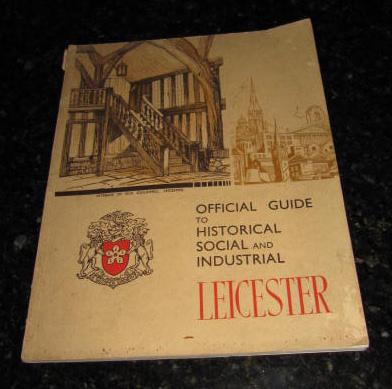 OFFICIAL GUIDE
TO
HISTORICAL
SOCIAL AND
INDUSTRIAL
LEICESTER